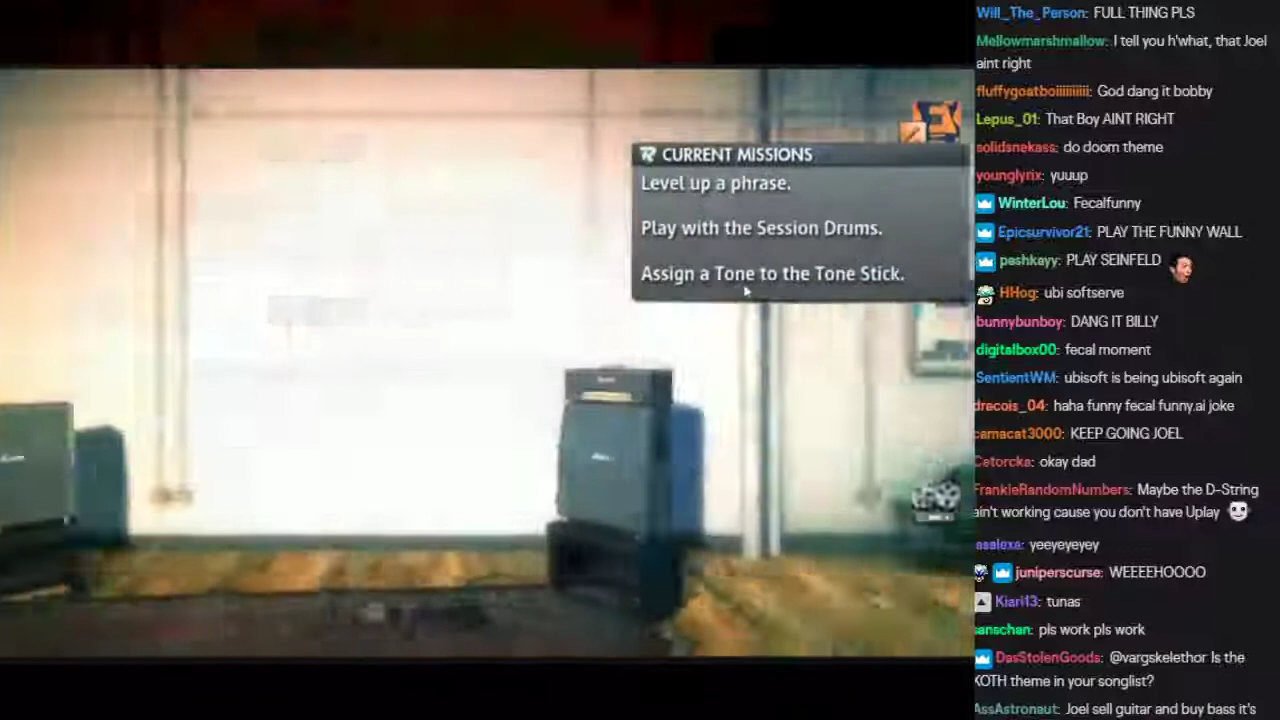 CURRENT MISSIONS
Level up a phrase.
Play with the Session Drums.
Assign a Tone to the Tone Stick.
Will_The_Person: FULL THING PLS
Mellowmarshmallow: I tell you h'what, that Joel
aint right
fluffygoatboiiiiiiiiii: God dang it bobby
Lepus_01: That Boy AINT RIGHT
solidsnekass: do doom theme
younglyrix: yuuup
WinterLou: Fecalfunny
Epicsurvivor21: PLAY THE FUNNY WALL
peshkayy: PLAY SEINFELD
HHog: ubi softserve
bunnybunboy: DANG IT BILLY
digitalbox00: fecal moment
SentientWM: ubisoft is being ubisoft again
drecois_04: haha funny fecal funny.ai joke
camacat3000: KEEP GOING JOEL
Cetorcka: okay dad
FrankieRandomNumbers: Maybe the D-String
ain't working cause you don't have Uplay
asalexa: yeeyeyeyey
juniperscurse: WEEEEHOOOO
Kiari13: tunas
sanschan: pls work pls work
DasStolenGoods: @vargskelethor Is the
KOTH theme in your songlist?
AssAstronaut: Joel sell guitar and buy bass it's